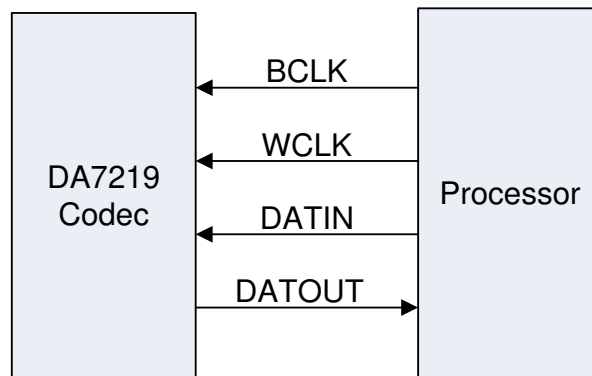 DA7219
Codec
BCLK
WCLK
DATIN
DATOUT
Processor